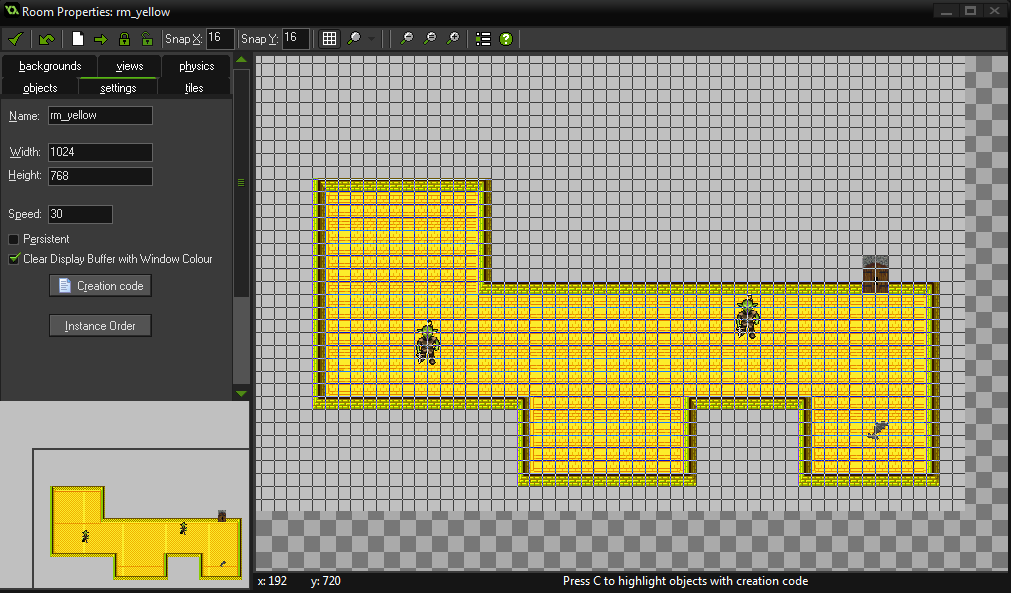 Room Properties: rm_yellow
Snap X: 16 Snap Y: 16
backgrounds views physics
objects settings tiles
Name: rm_yellow
Width: 1024
Height: 768
Speed: 30
Persistent
Clear Display Buffer with Window Colour
Creation code
Instance Order
x: 192 y: 720 Press C to highlight objects with creation code